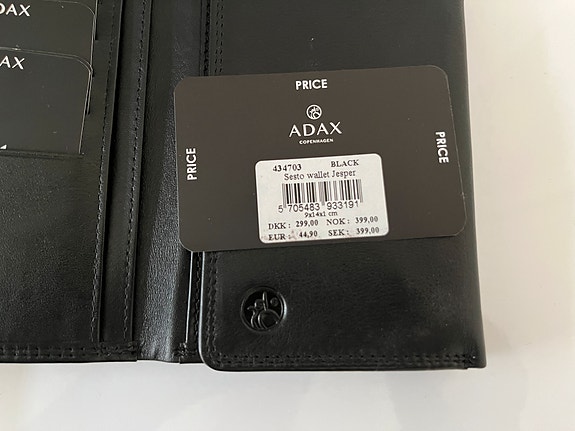 ADAX
AX
PRICE
ADAX
COPENHAGEN
PRICE
PRICE
434703 BLACK
Sesto wallet Jesper
5 705483 933191
9x14x1 cm
DKK: 299,00 NOK: 399,00
EUR: 44,90 SEK: 399,00